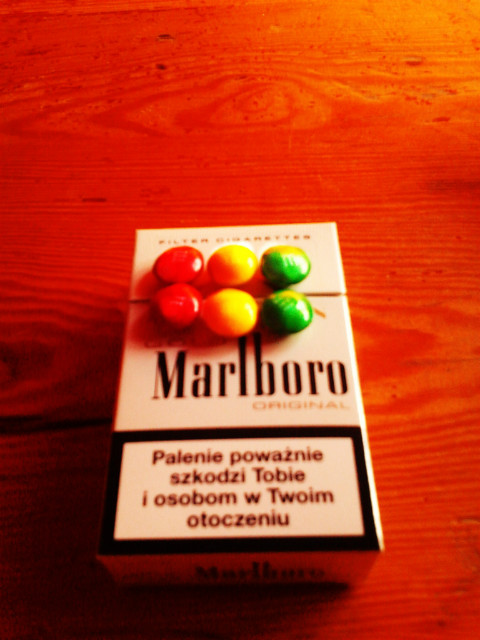 FILTER CIGARETTES
Marlboro
ORIGINAL
Palenie poważnie
szkodzi Tobie
i osobom w Twoim
otoczeniu
Marlboro